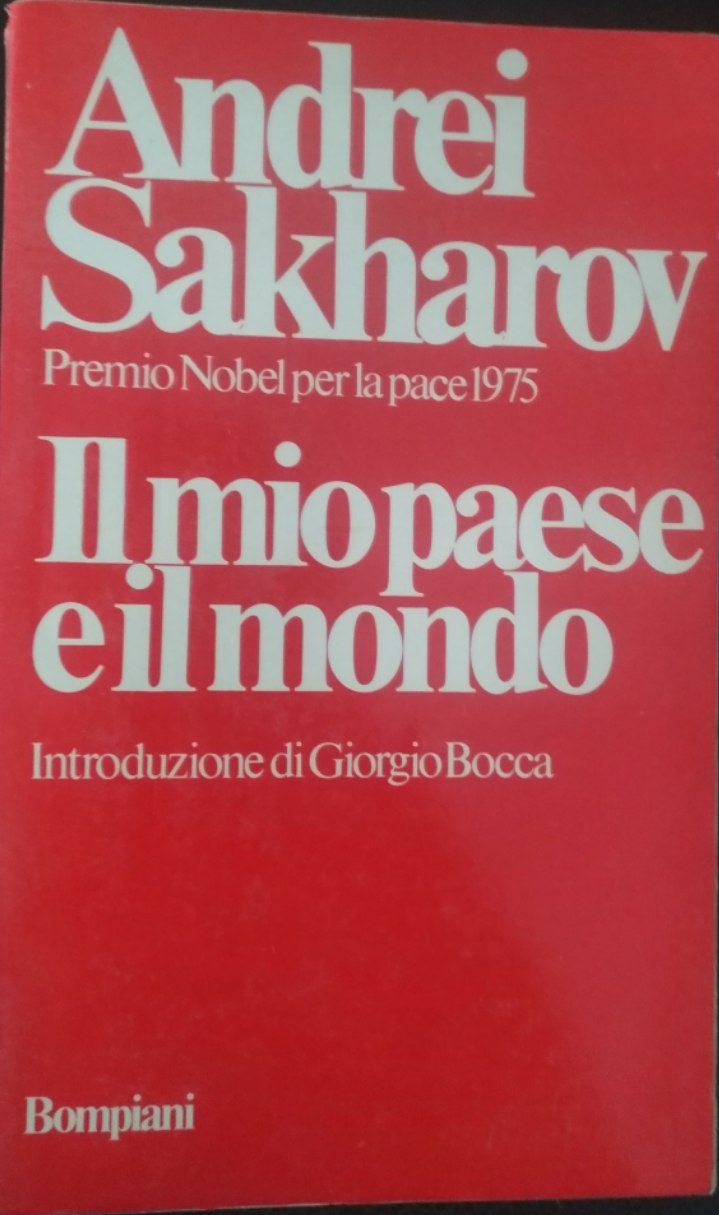 Andrei
Sakharov
Premio Nobel per la pace 1975
Il mio paese
e il mondo
Introduzione di Giorgio Bocca
Bompiani